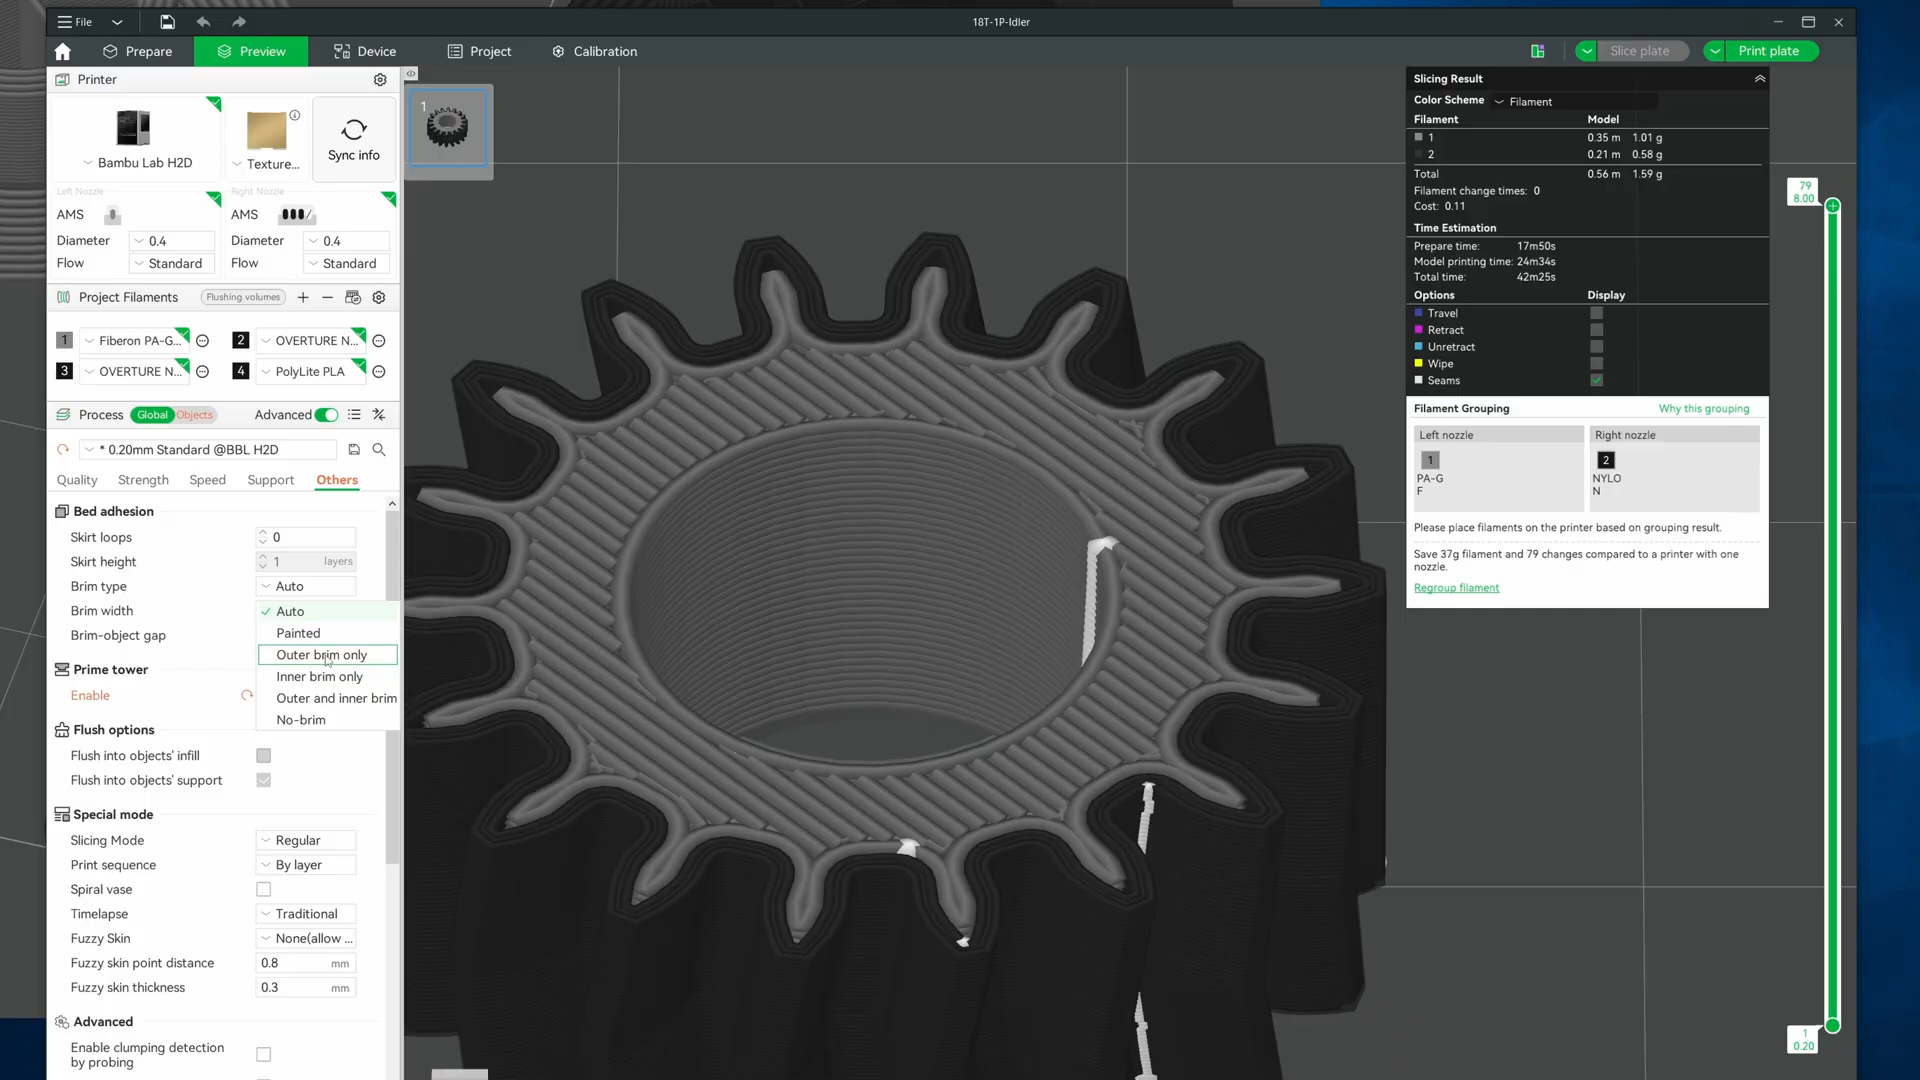 File
18T-1P-Idler
Prepare
Preview
Device
Project
Calibration
Slice plate
Print plate
Printer
Bambu Lab H2D
Texture...
Sync info
Left Nozzle
Right Nozzle
AMS
AMS
Diameter
0.4
Diameter
0.4
Flow
Standard
Flow
Standard
Project Filaments
Flushing volumes
1
Fiberon PA-G...
2
OVERTURE N...
3
OVERTURE N...
4
PolyLite PLA
Process
Global
Objects
Advanced
* 0.20mm Standard @BBL H2D
Quality
Strength
Speed
Support
Others
Bed adhesion
Skirt loops
0
Skirt height
1 layers
Brim type
Auto
Brim width
Brim-object gap
Auto
Painted
Outer brim only
Inner brim only
Outer and inner brim
No-brim
Prime tower
Enable
Flush options
Flush into objects' infill
Flush into objects' support
Special mode
Slicing Mode
Regular
Print sequence
By layer
Spiral vase
Timelapse
Traditional
Fuzzy Skin
None(allow ...
Fuzzy skin point distance
0.8 mm
Fuzzy skin thickness
0.3 mm
Advanced
Enable clumping detection
by probing
1
Slicing Result
Color Scheme
Filament
Filament Model
1 0.35 m 1.01 g
2 0.21 m 0.58 g
Total 0.56 m 1.59 g
Filament change times: 0
Cost: 0.11
Time Estimation
Prepare time: 17m50s
Model printing time: 24m34s
Total time: 42m25s
Options Display
Travel
Retract
Unretract
Wipe
Seams
Filament Grouping
Why this grouping
Left nozzle
1
PA-G
F
Right nozzle
2
NYLO
N
Please place filaments on the printer based on grouping result.
Save 37g filament and 79 changes compared to a printer with one
nozzle.
Regroup filament
79
8.00
1
0.20